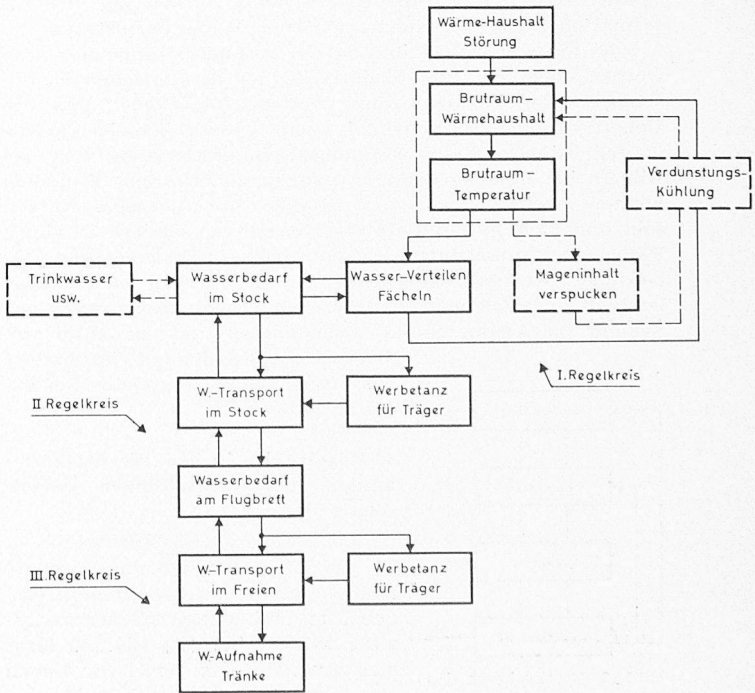 Wärme-Haushalt
Störung
Brutraum-
Wärmehaushalt
Brutraum-
Temperatur
Verdunstungs-
Kühlung
Trinkwasser
usw.
Wasserbedarf
im Stock
Wasser-Verteilen
Fächeln
Mageninhalt
verspucken
I.Regelkreis
W.-Transport
im Stock
Werbetanz
für Träger
II Regelkreis
Wasserbedarf
am Flugbrett
W.-Transport
im Freien
Werbetanz
für Träger
III.Regelkreis
W-Aufnahme
Tränke